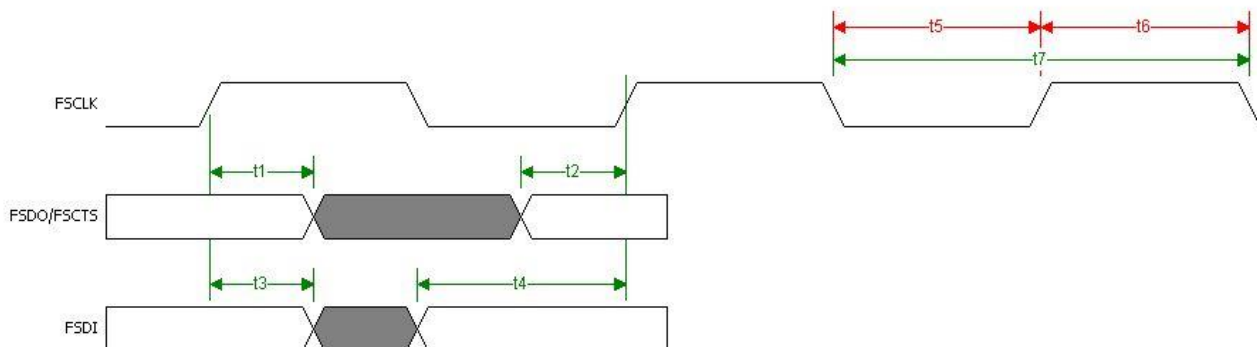 t5
t6
t7
FSCLK
t1
t2
FSDO/FSCTS
t3
t4
FSDI